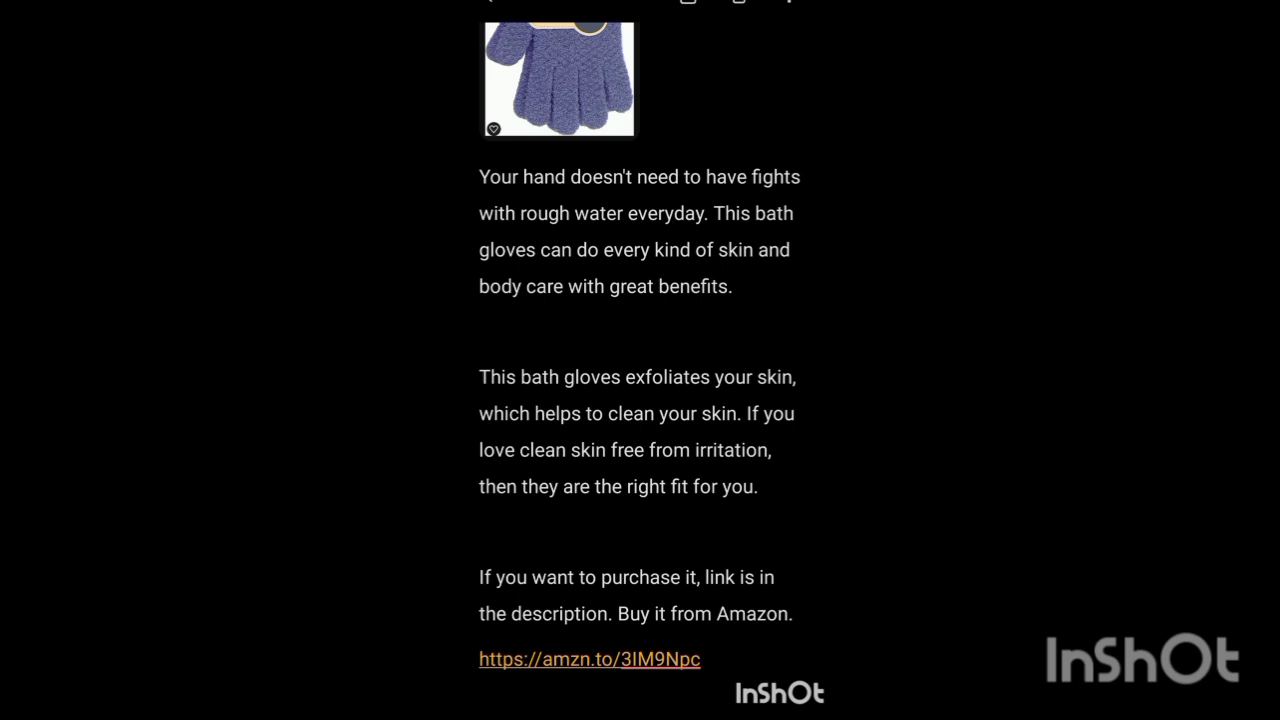 Your hand doesn't need to have fights
with rough water everyday. This bath
gloves can do every kind of skin and
body care with great benefits.
This bath gloves exfoliates your skin,
which helps to clean your skin. If you
love clean skin free from irritation,
then they are the right fit for you.
If you want to purchase it, link is in
the description. Buy it from Amazon.
https://amzn.to/3IM9Npc
InShOt
InShOt